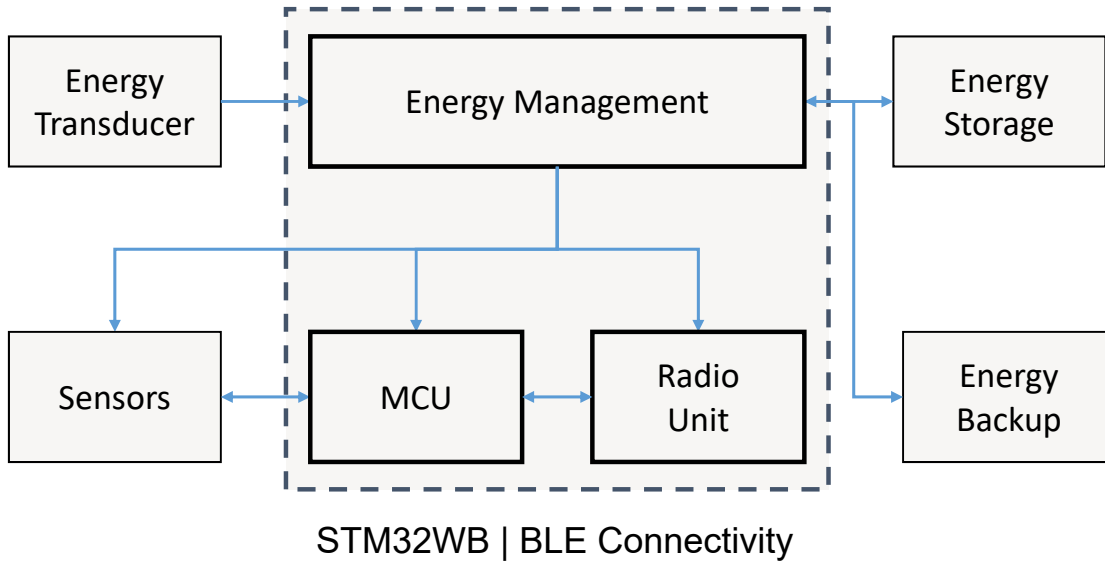 Energy
Transducer
Energy Management
Energy
Storage
Sensors
MCU
Radio
Unit
Energy
Backup
STM32WB | BLE Connectivity